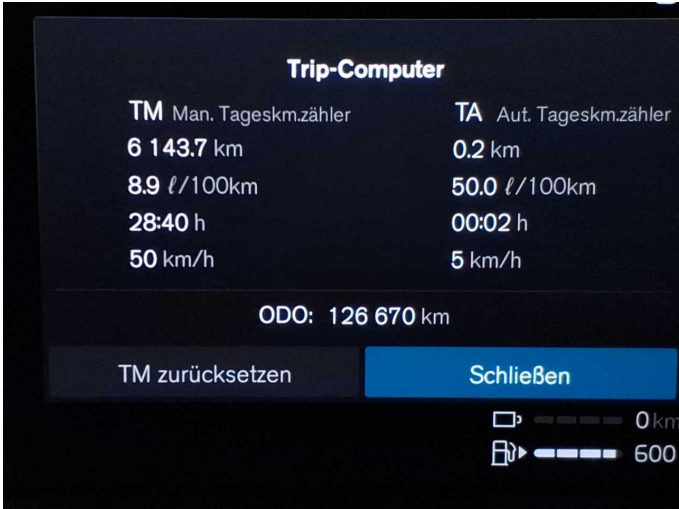 Trip-Computer
TM Man. Tageskm.zähler TA Aut. Tageskm.zähler
6 143.7 km 0.2 km
8.9 ℓ/100km 50.0 ℓ/100km
28:40 h 00:02 h
50 km/h 5 km/h
ODO: 126 670 km
TM zurücksetzen Schließen
0 km
600